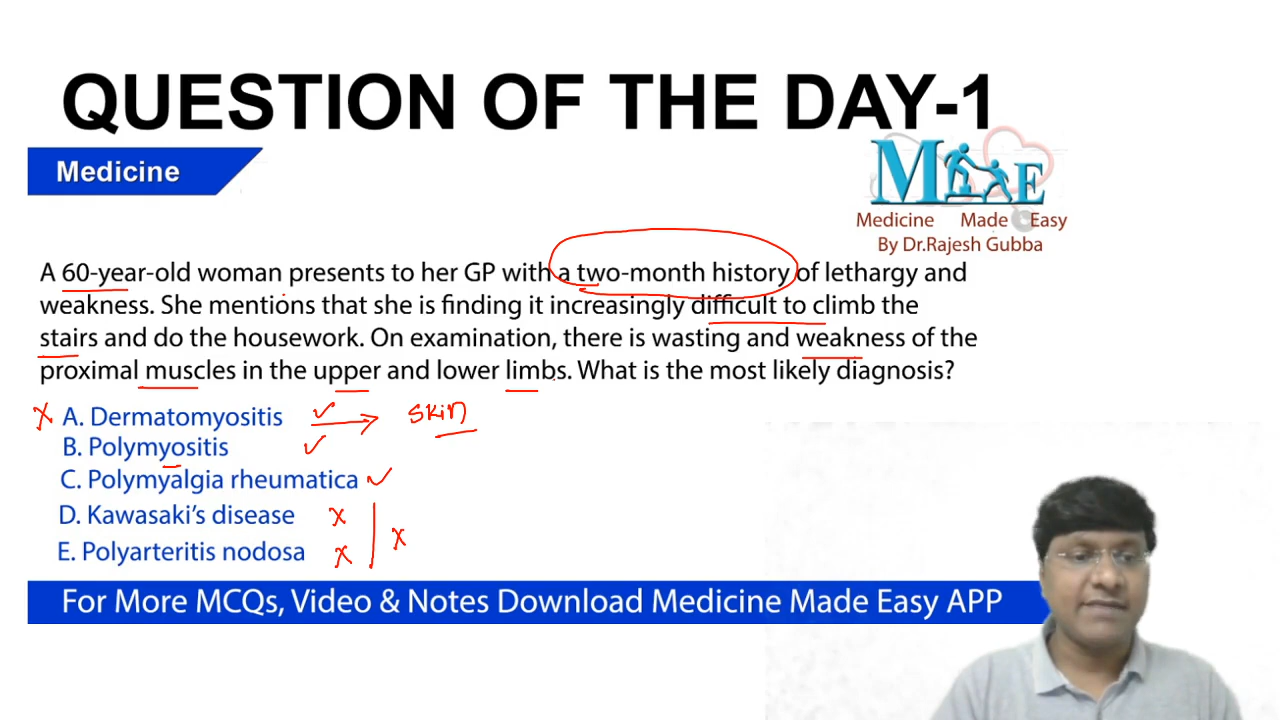 QUESTION OF THE DAY-1
Medicine
M E
Medicine Made Easy
By Dr.Rajesh Gubba
A 60-year-old woman presents to her GP with a two-month history of lethargy and
weakness. She mentions that she is finding it increasingly difficult to climb the
stairs and do the housework. On examination, there is wasting and weakness of the
proximal muscles in the upper and lower limbs. What is the most likely diagnosis?
X A. Dermatomyositis ✓ → skin
B. Polymyositis ✓
C. Polymyalgia rheumatica ✓
D. Kawasaki's disease x
E. Polyarteritis nodosa x x
For More MCQs, Video & Notes Download Medicine Made Easy APP